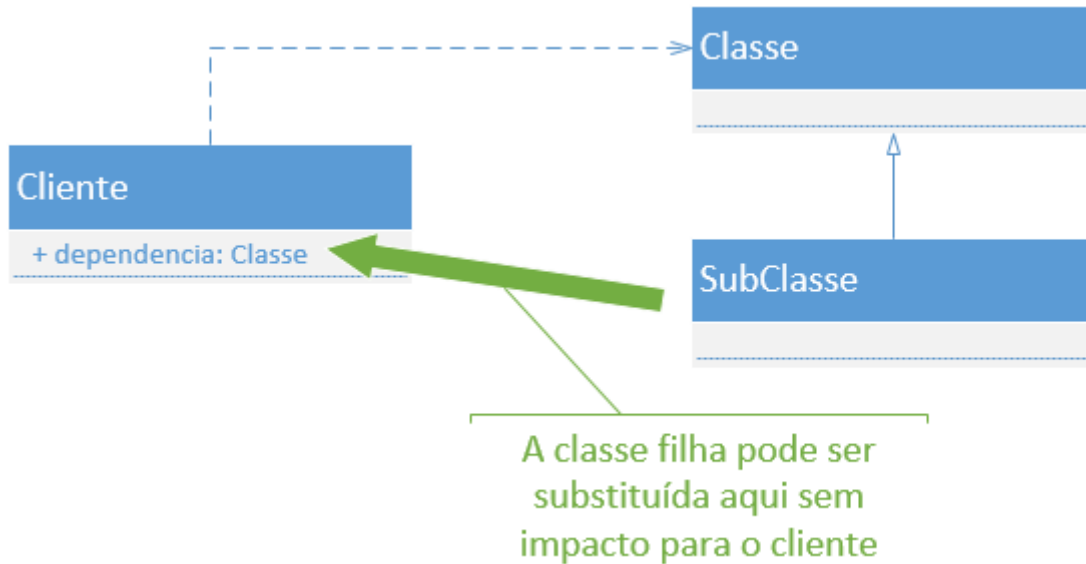 Classe
Cliente
+ dependencia: Classe
SubClasse
A classe filha pode ser
substituída aqui sem
impacto para o cliente